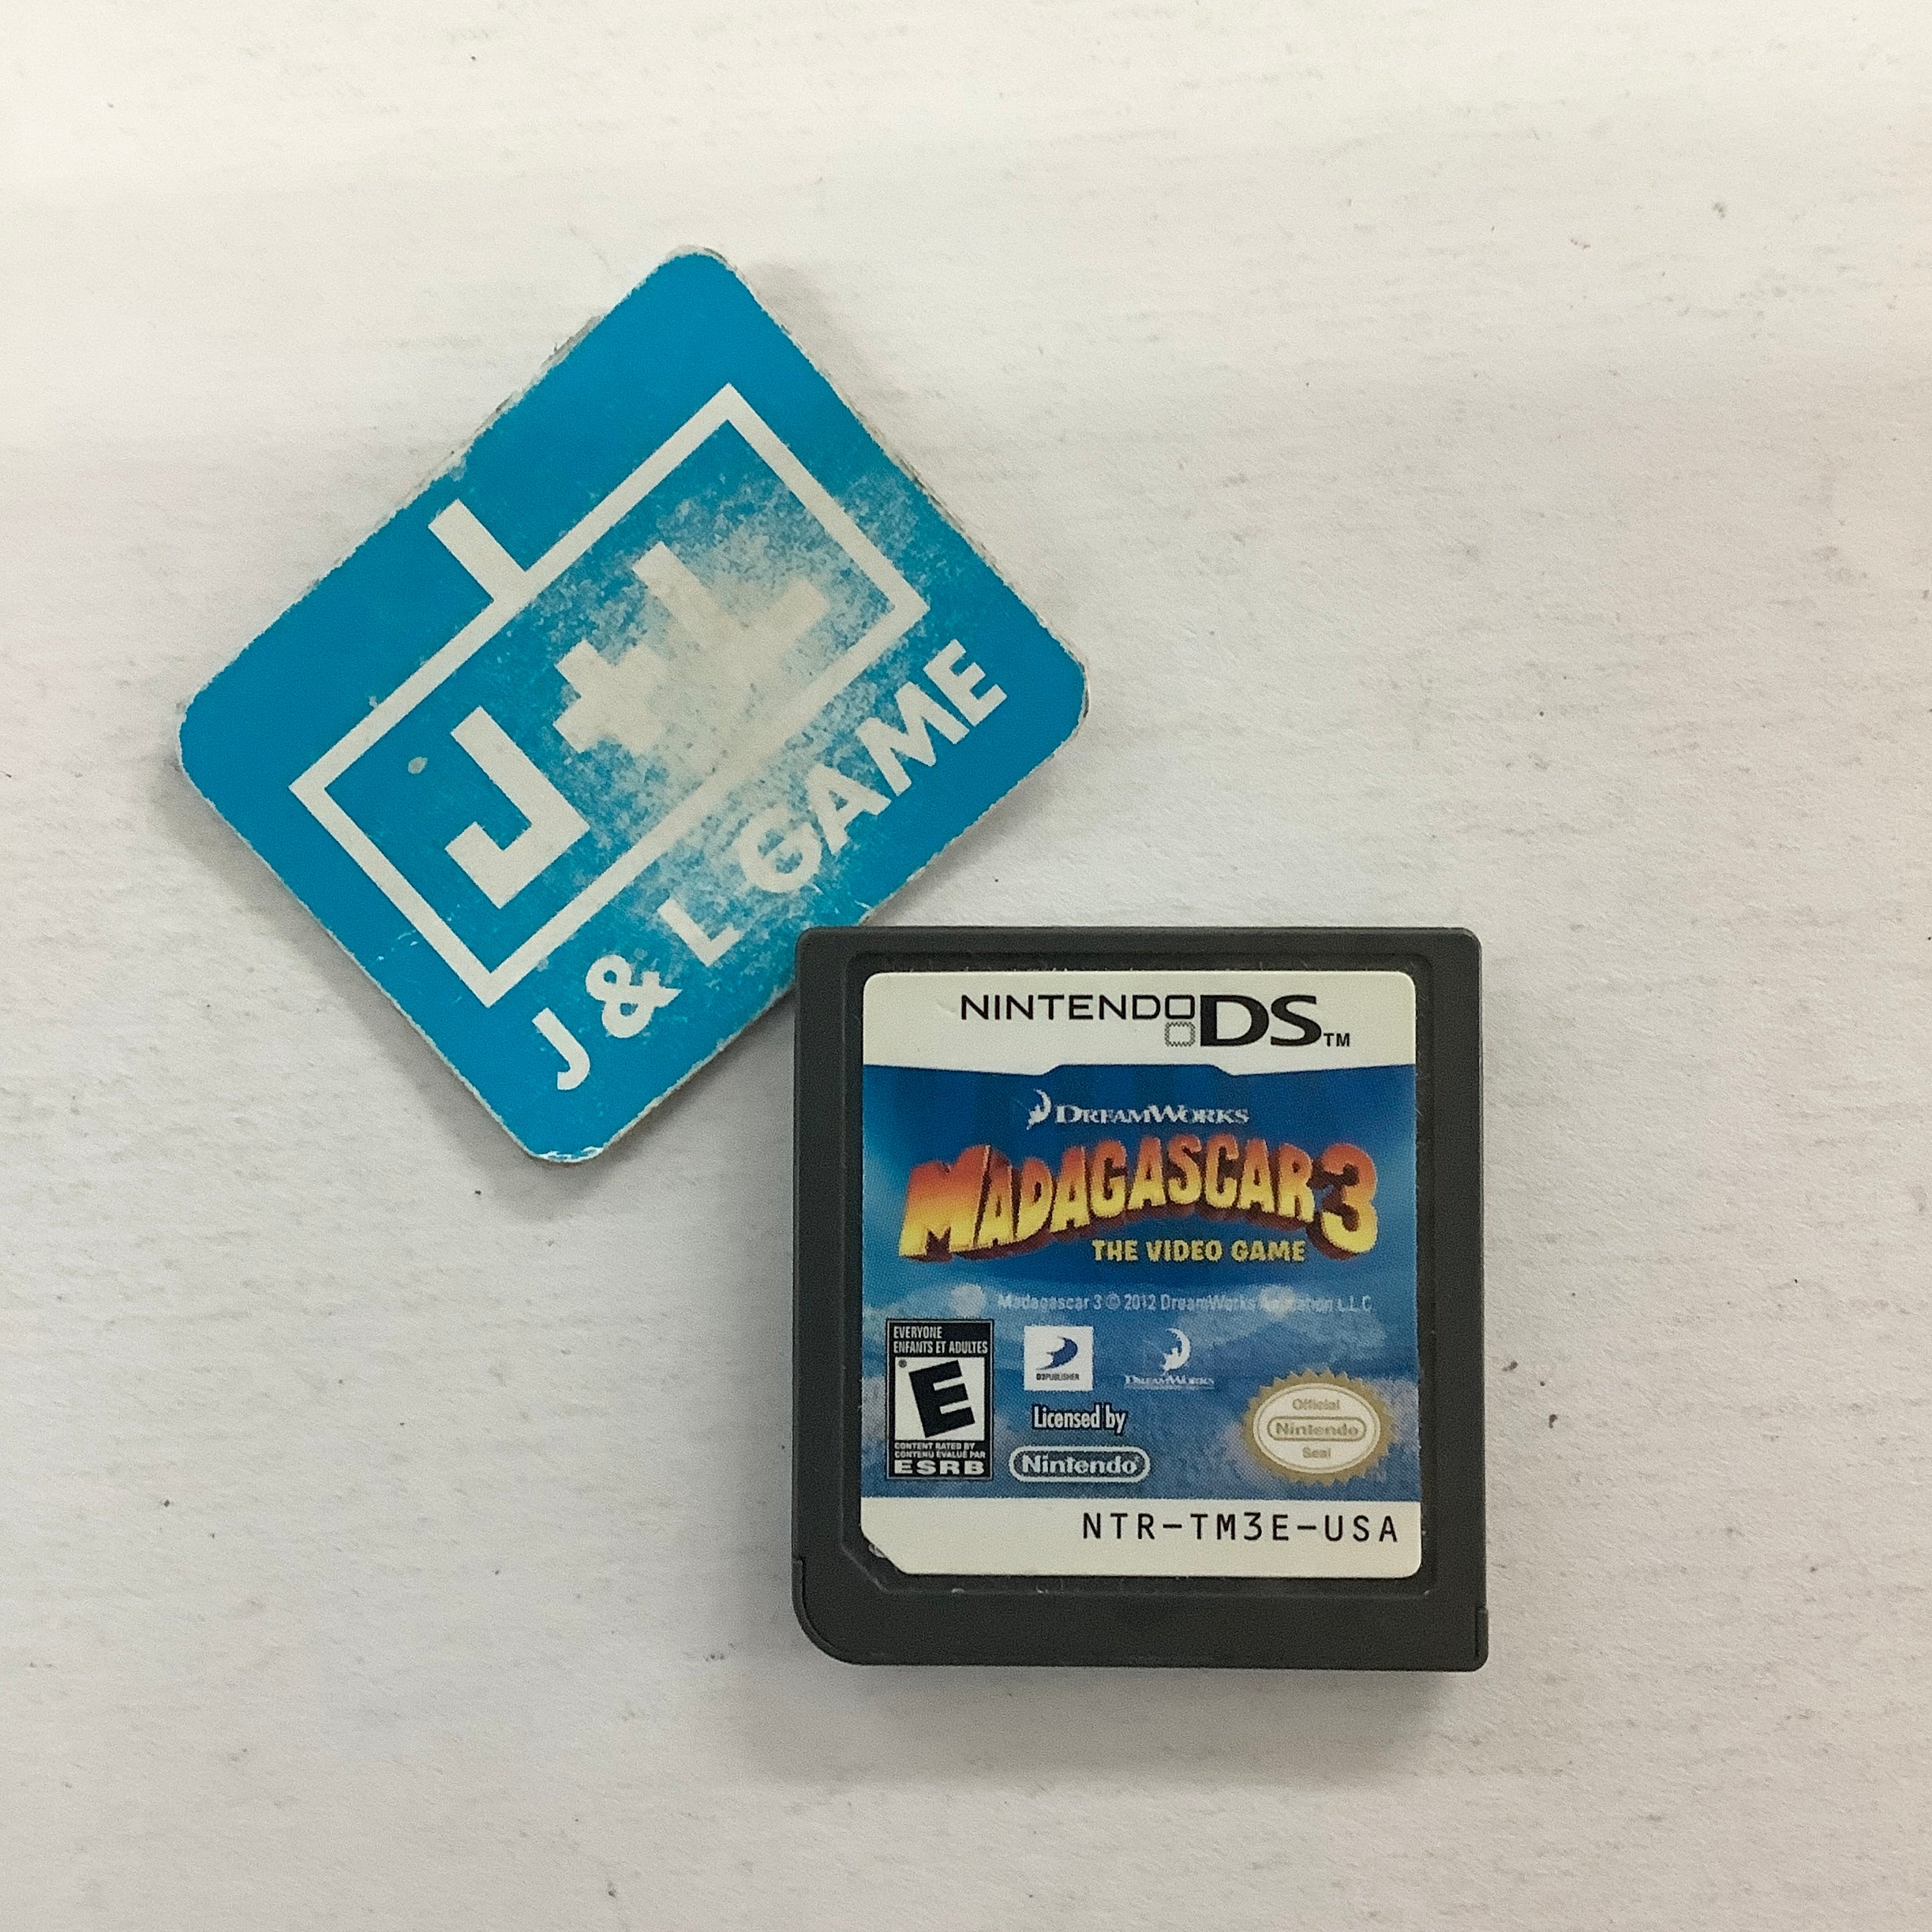 J+L
J & L GAME
NINTENDO DS™
DREAMWORKS
MADAGASCAR 3
THE VIDEO GAME
Madagascar 3 © 2012 DreamWorks Animation L.L.C.
EVERYONE
ENFANTS ET ADULTES
E
CONTENT RATED BY
CONTENU ÉVALUÉ PAR
ESRB
D3PUBLISHER
DREAMWORKS
Licensed by
Nintendo
Official
Nintendo
Seal
NTR-TM3E-USA